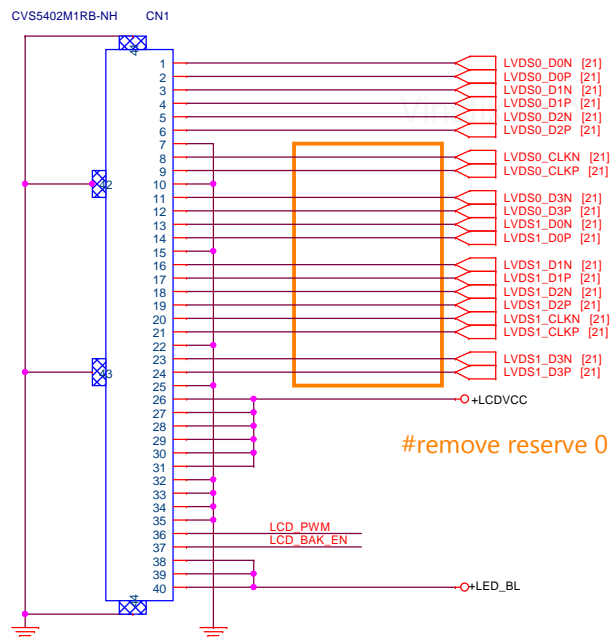 CVS5402M1RB-NH CN1
41
1 LVDS0_D0N [21]
2 LVDS0_D0P [21]
3 LVDS0_D1N [21]
4 LVDS0_D1P [21]
5 LVDS0_D2N [21]
6 LVDS0_D2P [21]
7
8 LVDS0_CLKN [21]
9 LVDS0_CLKP [21]
42 10
11 LVDS0_D3N [21]
12 LVDS0_D3P [21]
13 LVDS1_D0N [21]
14 LVDS1_D0P [21]
15
16 LVDS1_D1N [21]
17 LVDS1_D1P [21]
18 LVDS1_D2N [21]
19 LVDS1_D2P [21]
20 LVDS1_CLKN [21]
21 LVDS1_CLKP [21]
22
23 LVDS1_D3N [21]
43 24 LVDS1_D3P [21]
25
26 +LCDVCC
27
28
29 #remove reserve 0
30
31
32
33
34
35
36 LCD_PWM
37 LCD_BAK_EN
38
39
40 +LED_BL
44